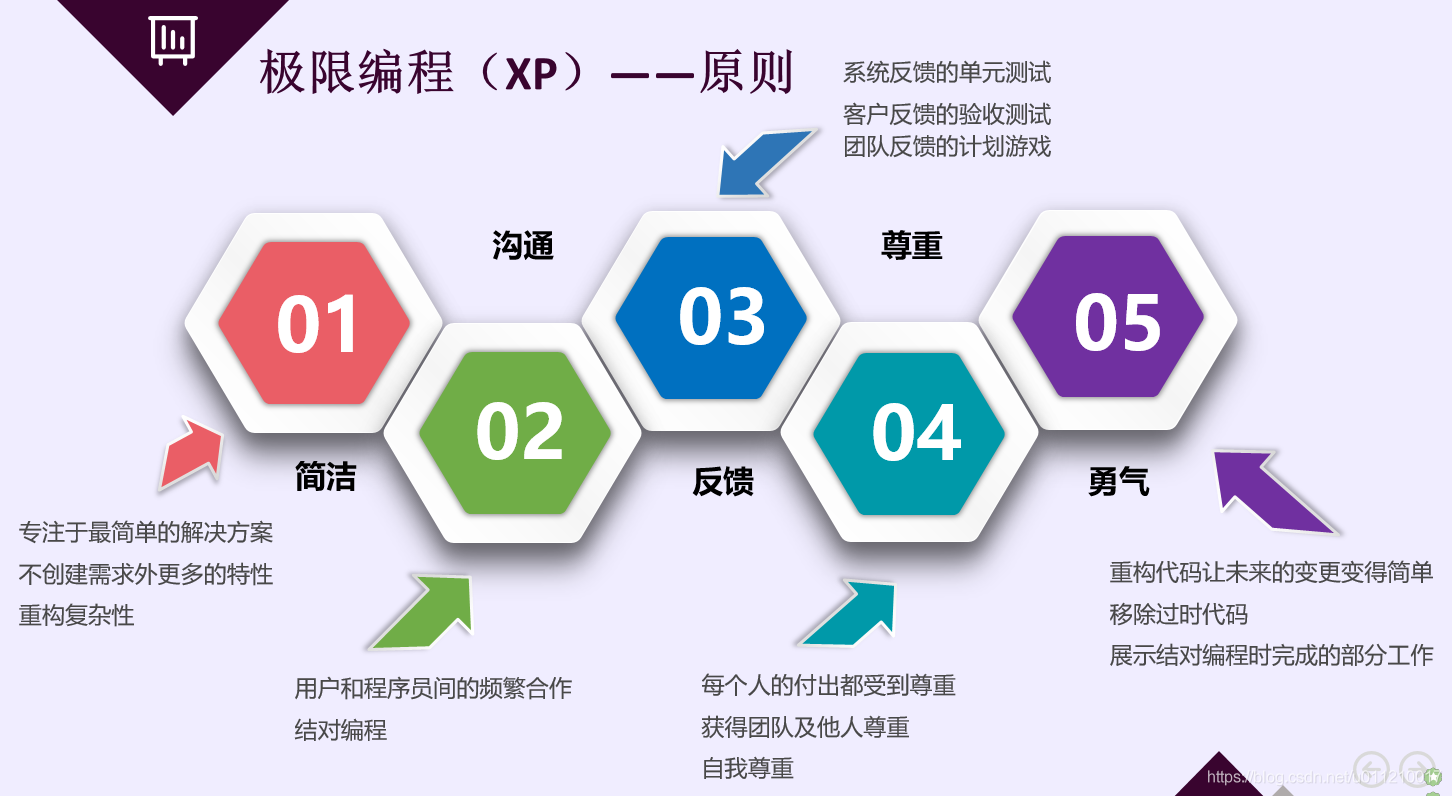 极限编程（XP）——原则
系统反馈的单元测试
客户反馈的验收测试
团队反馈的计划游戏
01
简洁
专注于最简单的解决方案
不创建需求外更多的特性
重构复杂性
沟通
02
用户和程序员间的频繁合作
结对编程
03
反馈
尊重
04
每个人的付出都受到尊重
获得团队及他人尊重
自我尊重
05
勇气
重构代码让未来的变更变得简单
移除过时代码
展示结对编程时完成的部分工作